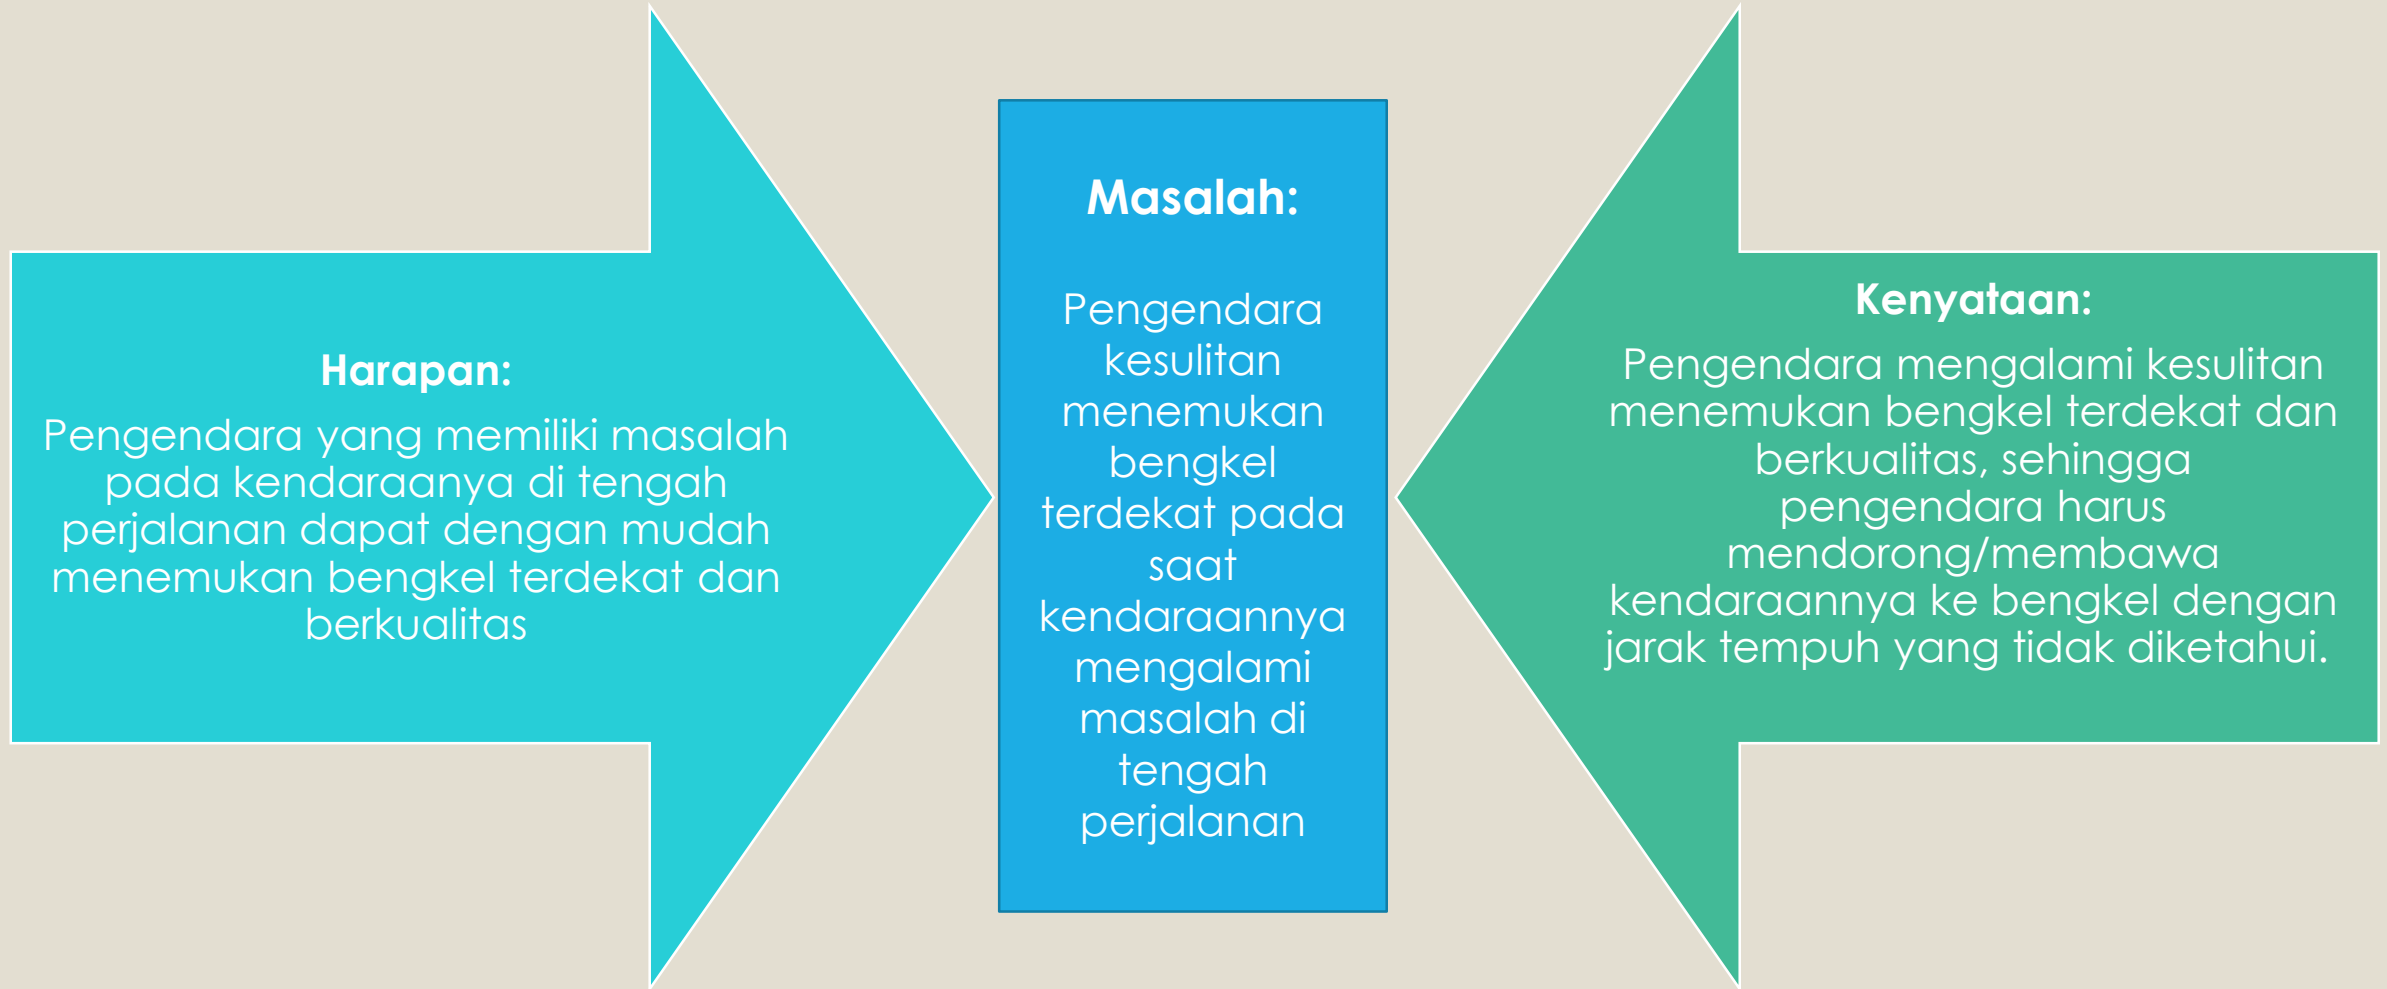 Harapan:
Pengendara yang memiliki masalah
pada kendaraanya di tengah
perjalanan dapat dengan mudah
menemukan bengkel terdekat dan
berkualitas
Masalah:
Pengendara
kesulitan
menemukan
bengkel
terdekat pada
saat
kendaraannya
mengalami
masalah di
tengah
perjalanan
Kenyataan:
Pengendara mengalami kesulitan
menemukan bengkel terdekat dan
berkualitas, sehingga
pengendara harus
mendorong/membawa
kendaraannya ke bengkel dengan
jarak tempuh yang tidak diketahui.